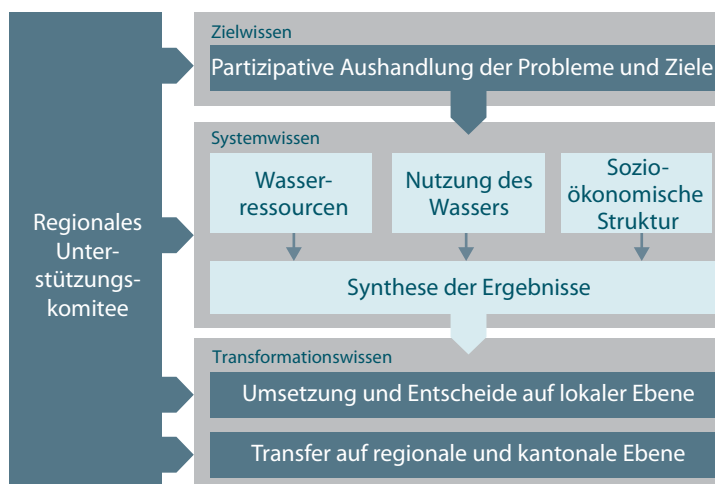 Regionales
Unter-
stützungs-
komitee
Zielwissen
Partizipative Aushandlung der Probleme und Ziele
Systemwissen
Wasser-
ressourcen
Nutzung des
Wassers
Sozio-
ökonomische
Struktur
Synthese der Ergebnisse
Transformationswissen
Umsetzung und Entscheide auf lokaler Ebene
Transfer auf regionale und kantonale Ebene